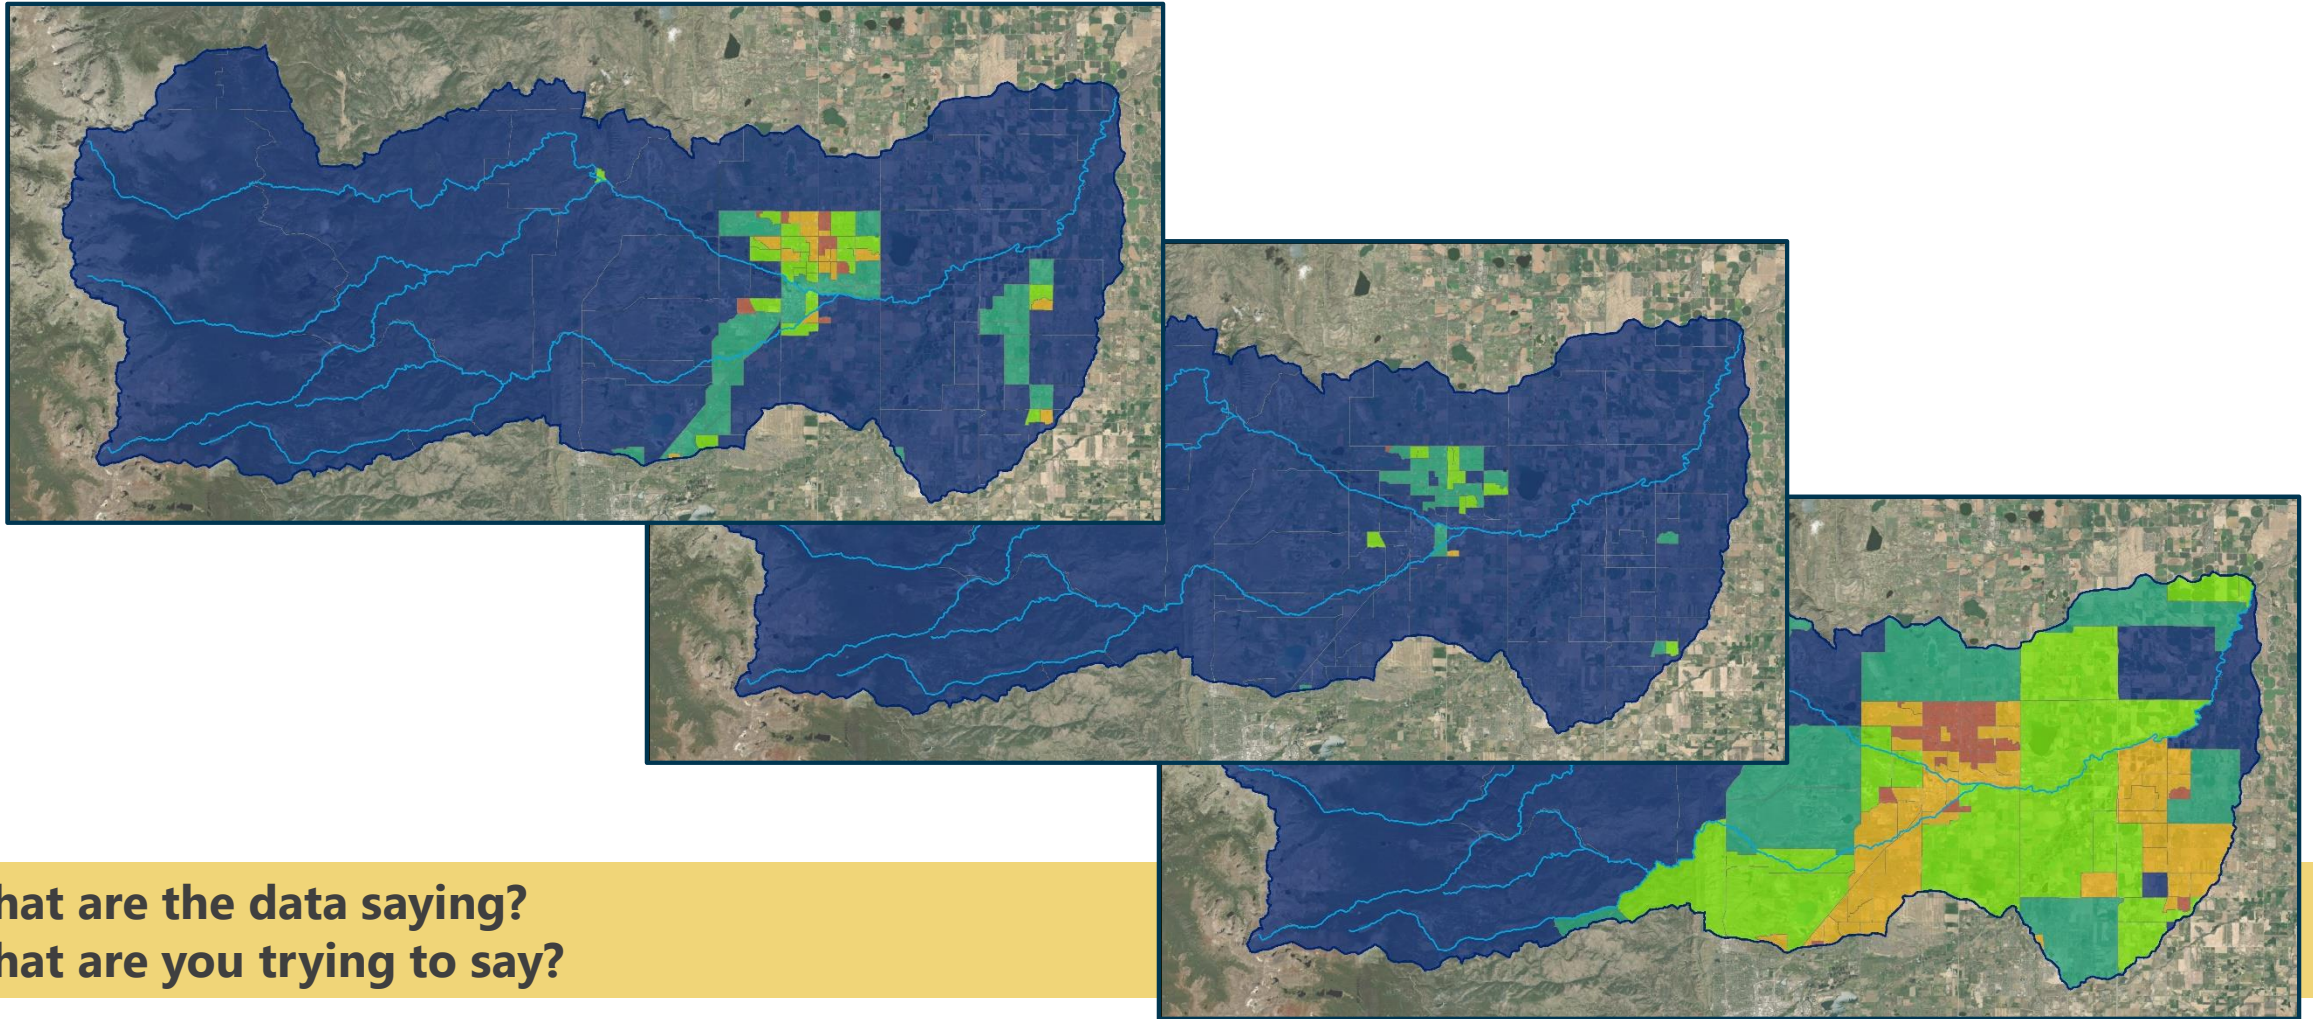 hat are the data saying?
hat are you trying to say?